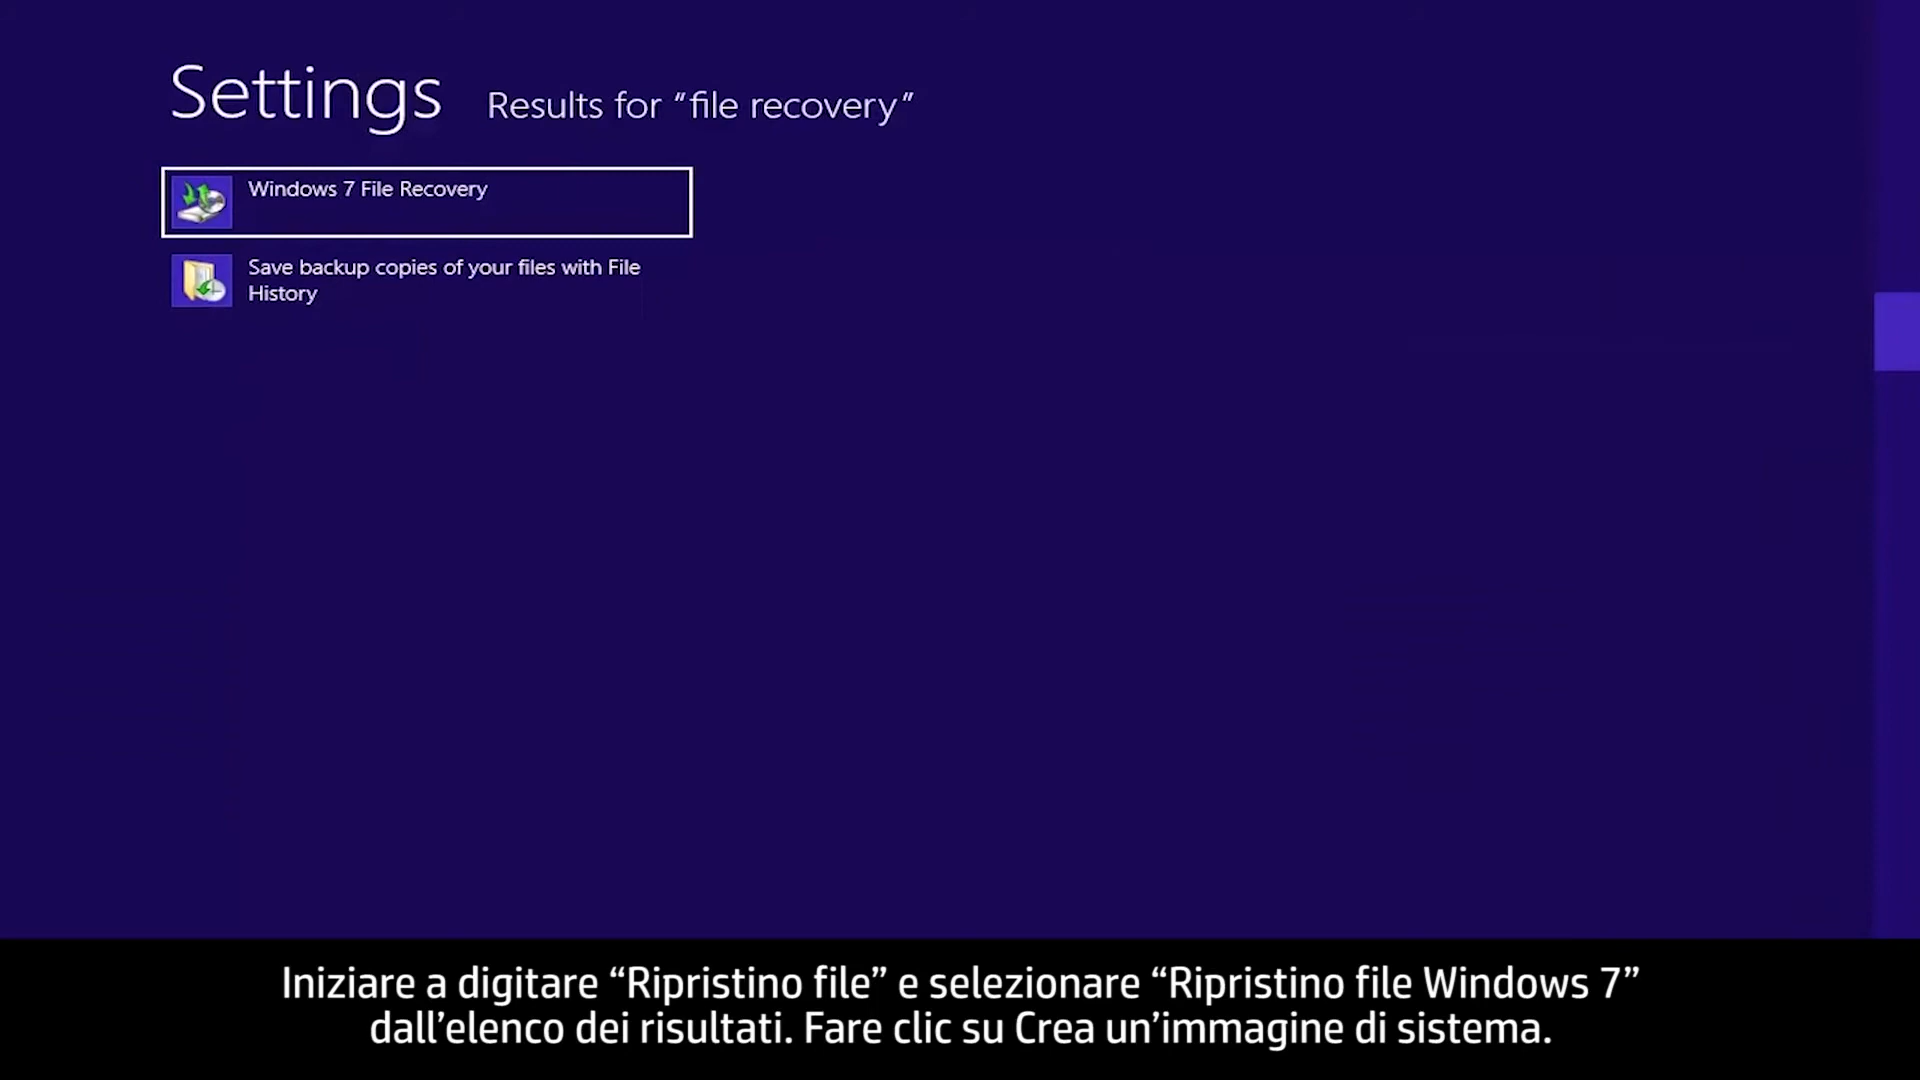 Settings Results for “file recovery”
Windows 7 File Recovery
Save backup copies of your files with File
History
Iniziare a digitare “Ripristino file” e selezionare “Ripristino file Windows 7”
dall’elenco dei risultati. Fare clic su Crea un’immagine di sistema.